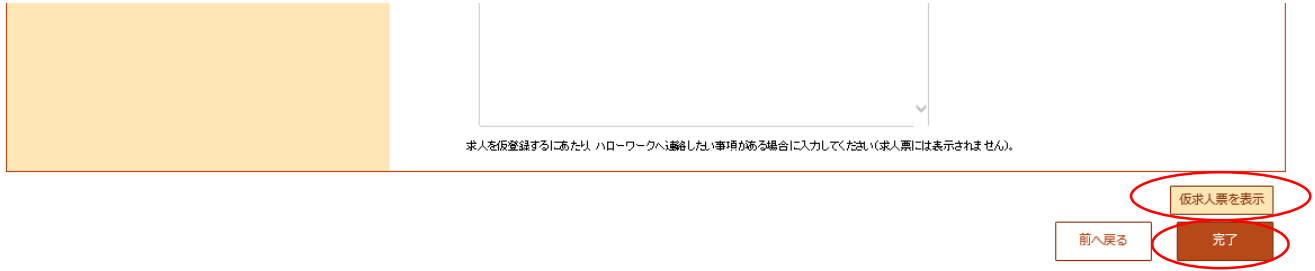 求人を仮登録するにあたり、ハローワークへ連絡したい事項がある場合に入力してください(求人票には表示されません)。
仮求人票を表示
前へ戻る
完了